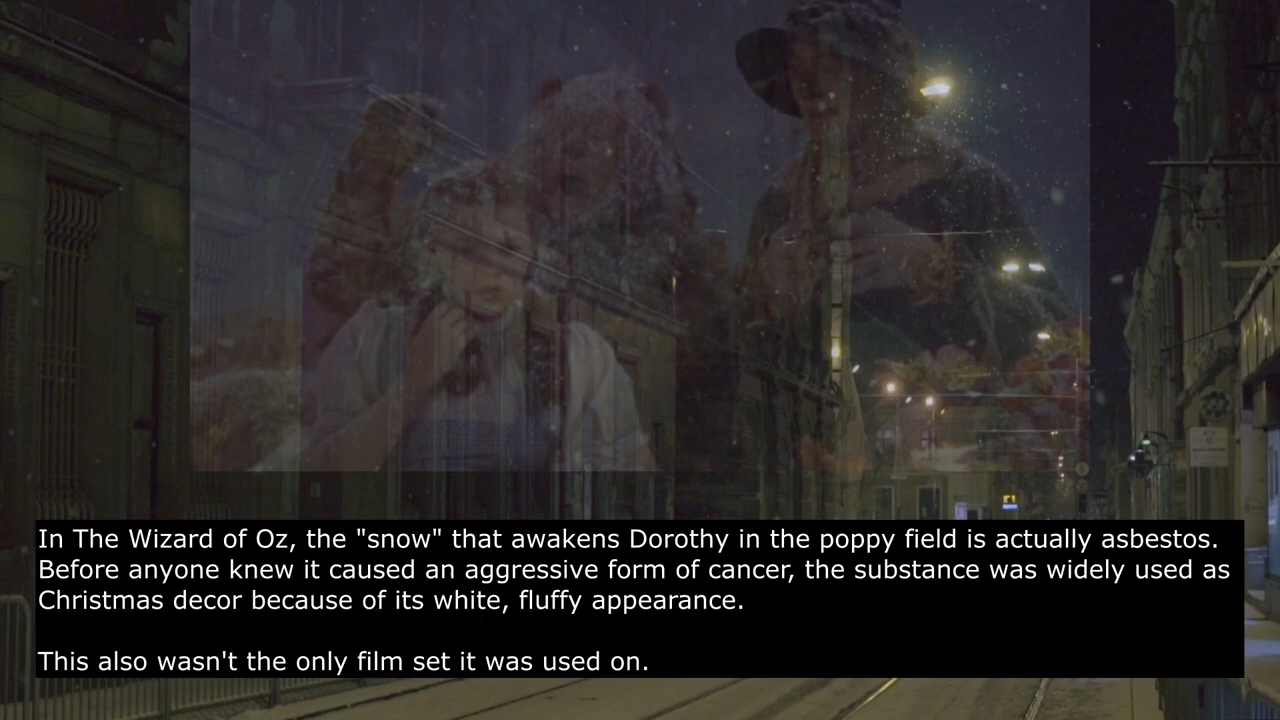 In The Wizard of Oz, the "snow" that awakens Dorothy in the poppy field is actually asbestos.
Before anyone knew it caused an aggressive form of cancer, the substance was widely used as
Christmas decor because of its white, fluffy appearance.
This also wasn't the only film set it was used on.